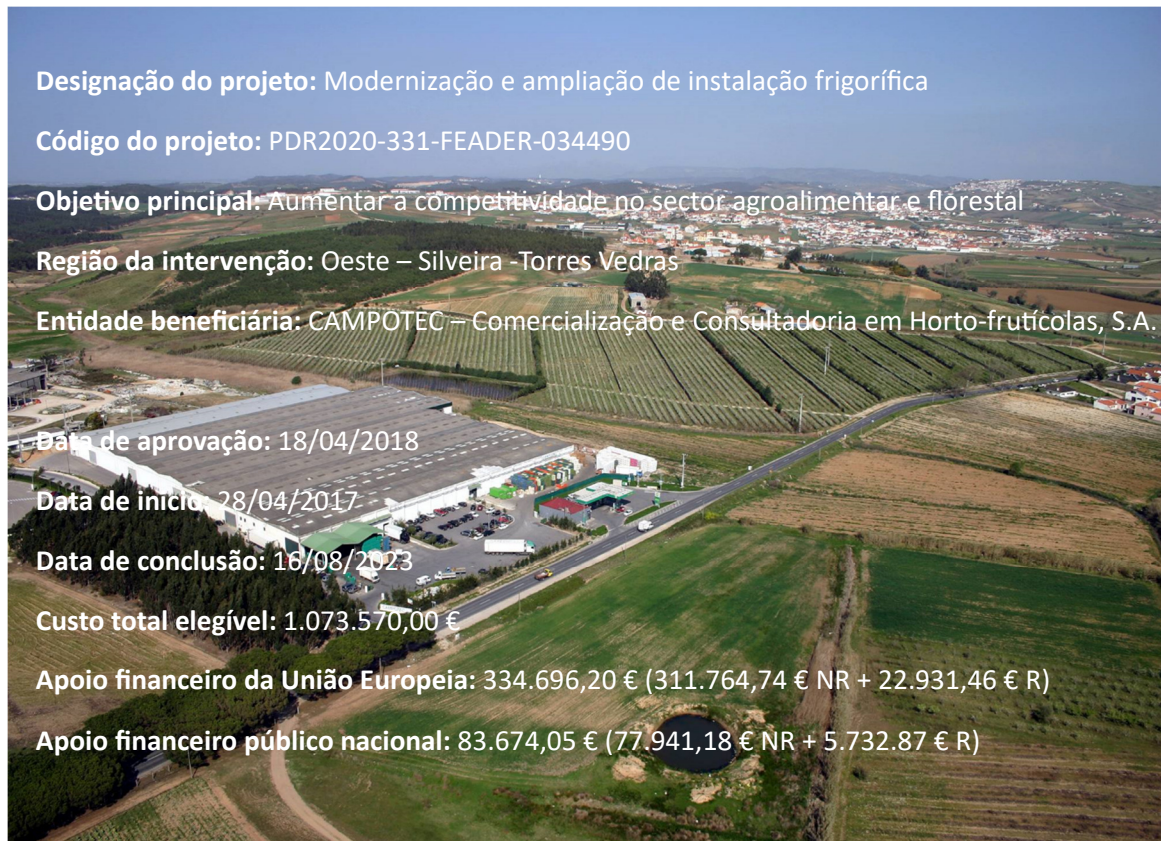 Designação do projeto: Modernização e ampliação de instalação frigorífica
Código do projeto: PDR2020-331-FEADER-034490
Objetivo principal: Aumentar a competitividade no sector agroalimentar e florestal
Região da intervenção: Oeste – Silveira -Torres Vedras
Entidade beneficiária: CAMPOTEC – Comercialização e Consultadoria em Horto-frutícolas, S.A.
Data de aprovação: 18/04/2018
Data de inicio: 28/04/2017
Data de conclusão: 16/08/2023
Custo total elegível: 1.073.570,00 €
Apoio financeiro da União Europeia: 334.696,20 € (311.764,74 € NR + 22.931,46 € R)
Apoio financeiro público nacional: 83.674,05 € (77.941,18 € NR + 5.732.87 € R)